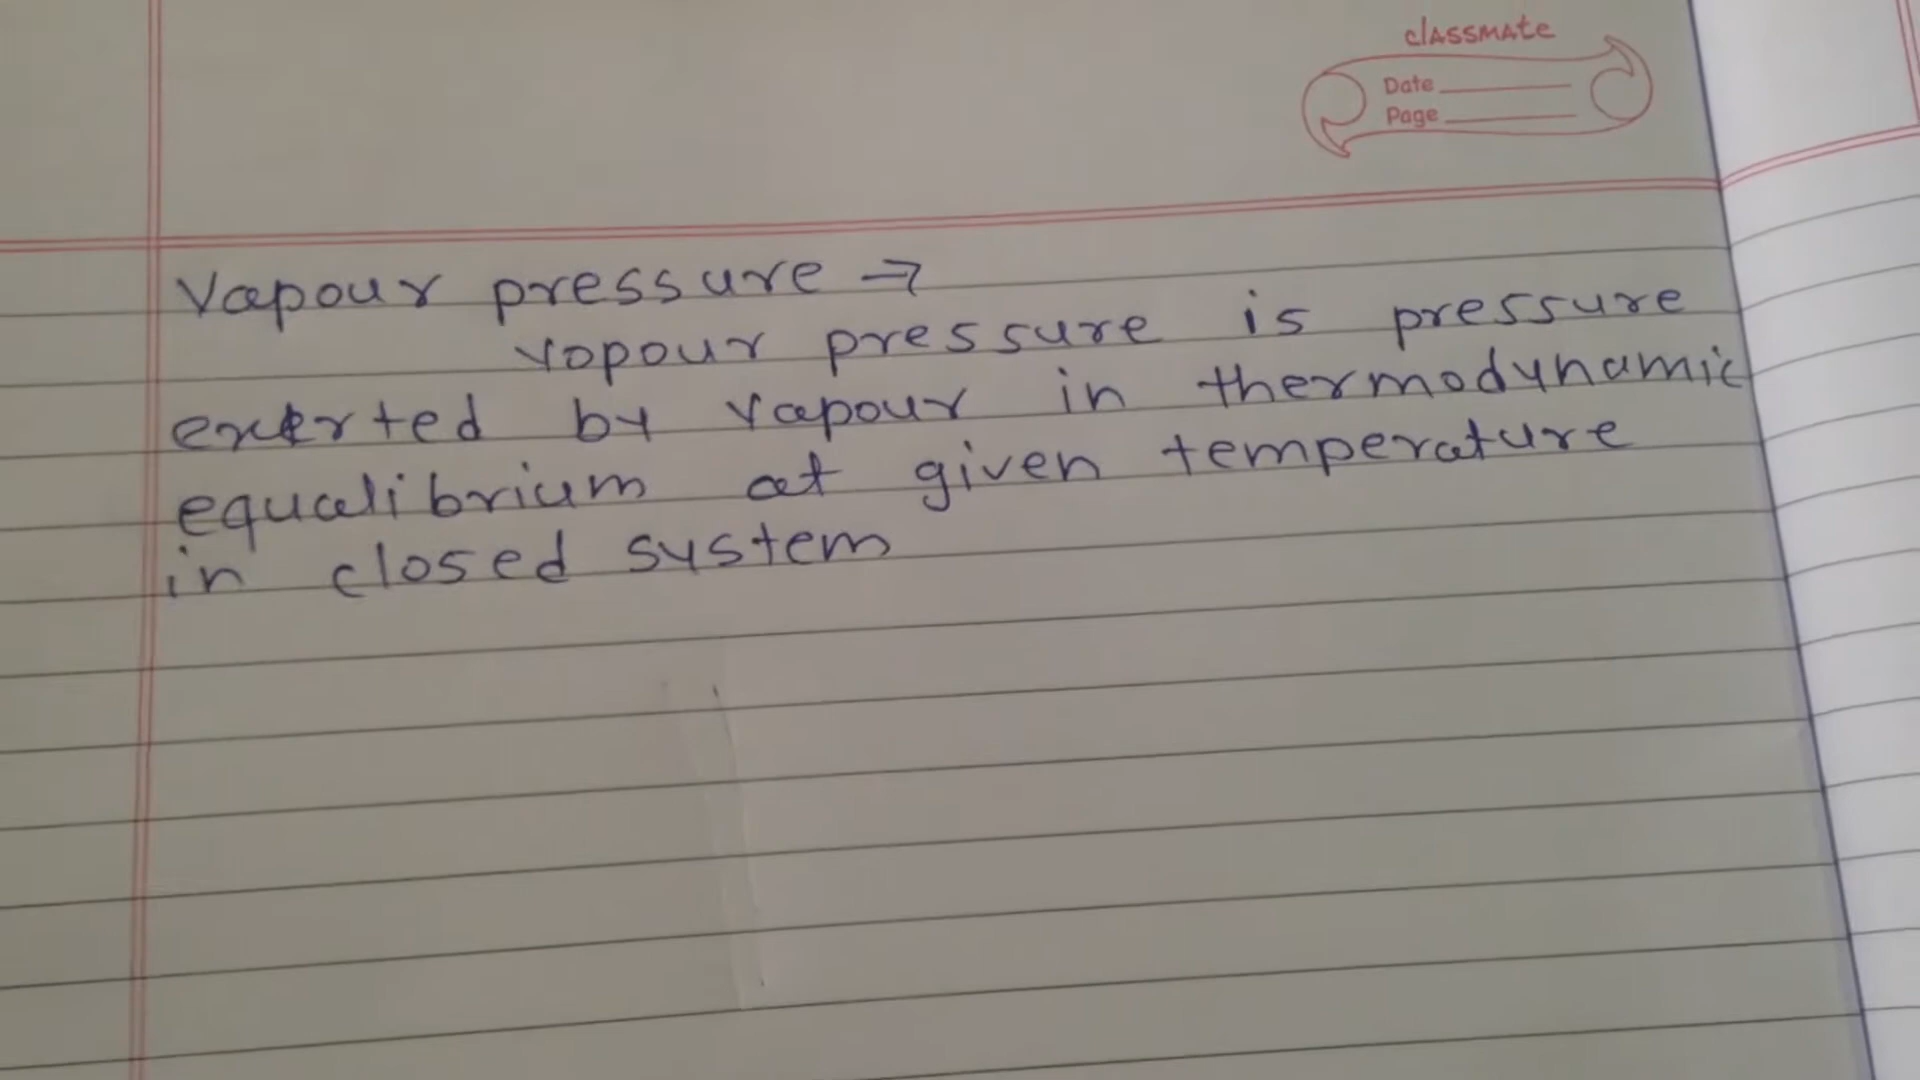 classmate
Date
Page
Vapour pressure →
vopour pressure is pressure
exerted by vapour in thermodynamic
equalibrium at given temperature
in closed system